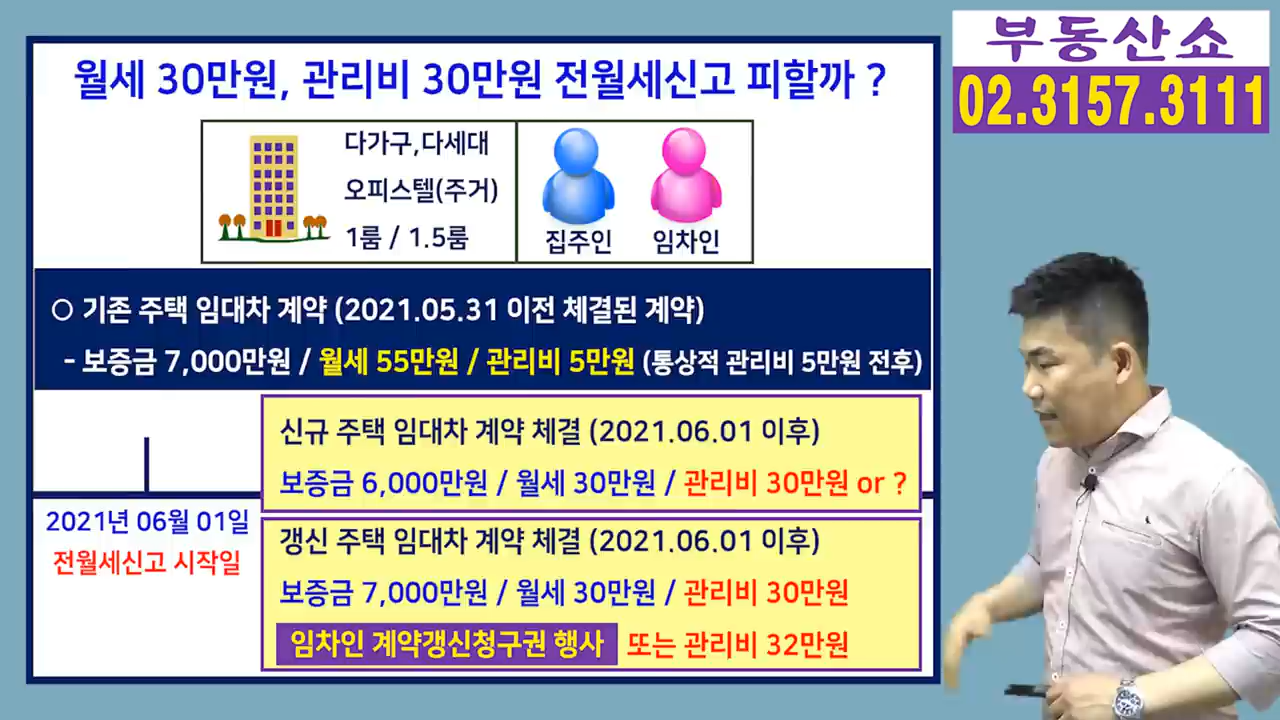 부동산쇼
02.3157.3111
월세 30만원, 관리비 30만원 전월세신고 피할까 ?
다가구,다세대
오피스텔(주거)
1룸 / 1.5룸
집주인 임차인
○ 기존 주택 임대차 계약 (2021.05.31 이전 체결된 계약)
- 보증금 7,000만원 / 월세 55만원 / 관리비 5만원 (통상적 관리비 5만원 전후)
신규 주택 임대차 계약 체결 (2021.06.01 이후)
보증금 6,000만원 / 월세 30만원 / 관리비 30만원 or ?
2021년 06월 01일
전월세신고 시작일
갱신 주택 임대차 계약 체결 (2021.06.01 이후)
보증금 7,000만원 / 월세 30만원 / 관리비 30만원
임차인 계약갱신청구권 행사 또는 관리비 32만원